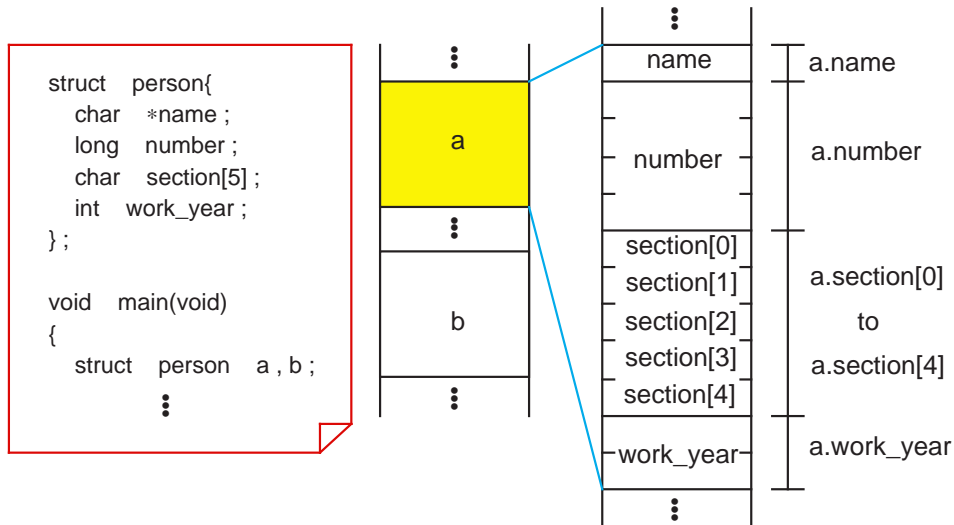 struct person{
char *name ;
long number ;
char section[5] ;
int work_year ;
} ;
void main(void)
{
struct person a , b ;
a
b
name
number
section[0]
section[1]
section[2]
section[3]
section[4]
work_year
a.name
a.number
a.section[0]
to
a.section[4]
a.work_year